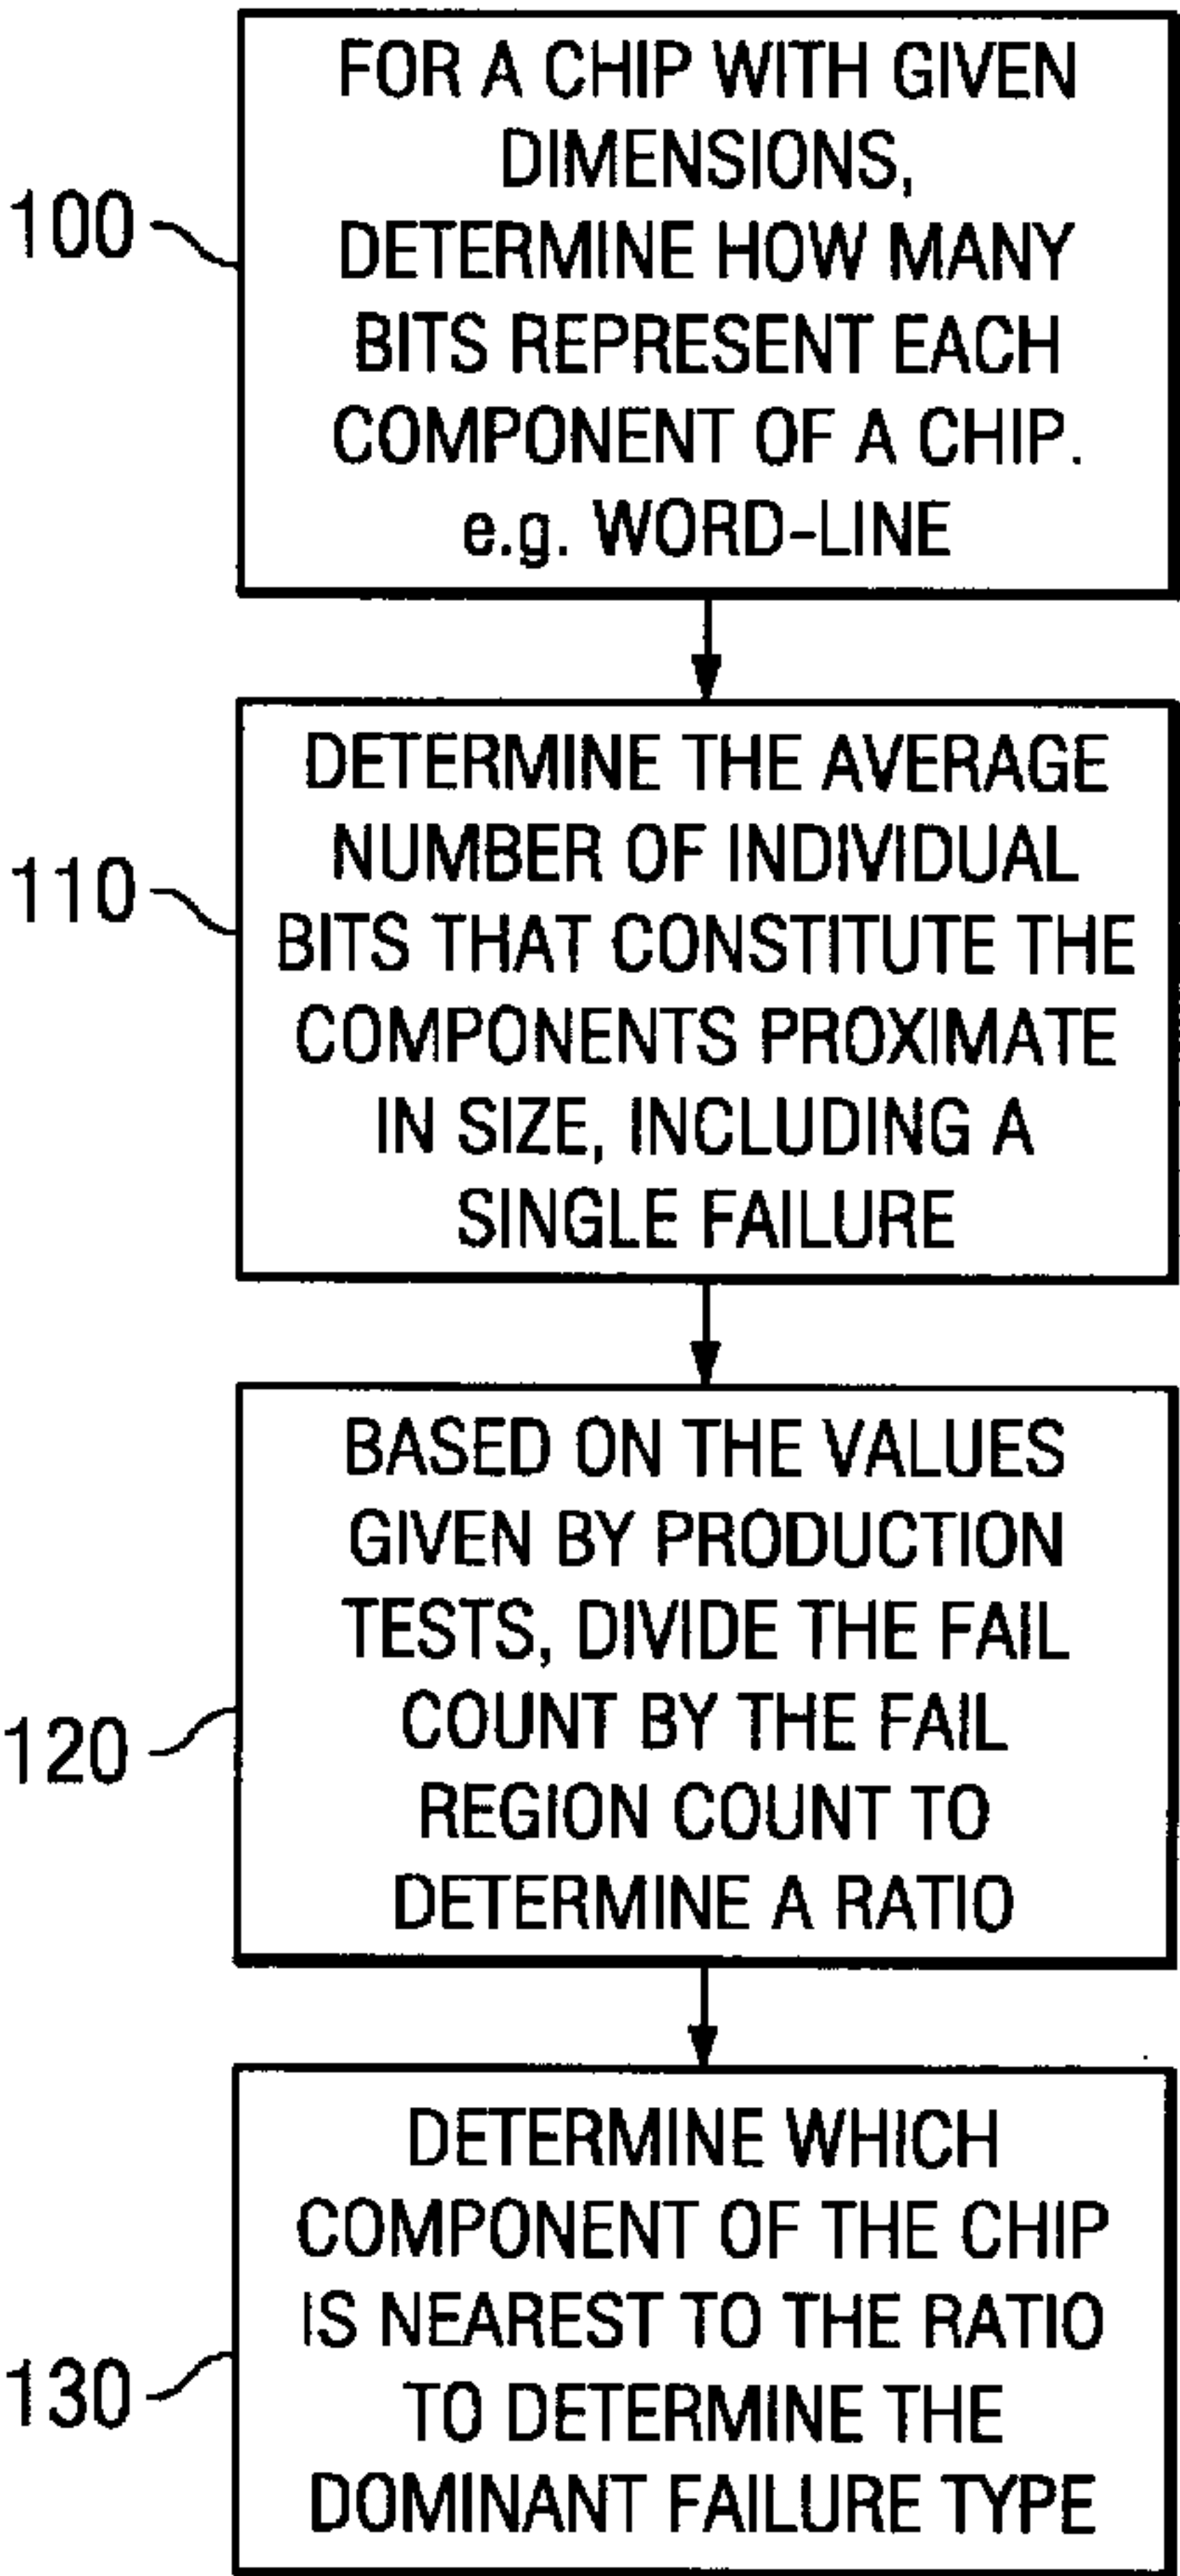 FOR A CHIP WITH GIVEN
DIMENSIONS,
DETERMINE HOW MANY
BITS REPRESENT EACH
COMPONENT OF A CHIP.
e.g. WORD-LINE
100
DETERMINE THE AVERAGE
NUMBER OF INDIVIDUAL
BITS THAT CONSTITUTE THE
COMPONENTS PROXIMATE
IN SIZE, INCLUDING A
SINGLE FAILURE
110
BASED ON THE VALUES
GIVEN BY PRODUCTION
TESTS, DIVIDE THE FAIL
COUNT BY THE FAIL
REGION COUNT TO
DETERMINE A RATIO
120
DETERMINE WHICH
COMPONENT OF THE CHIP
IS NEAREST TO THE RATIO
TO DETERMINE THE
DOMINANT FAILURE TYPE
130